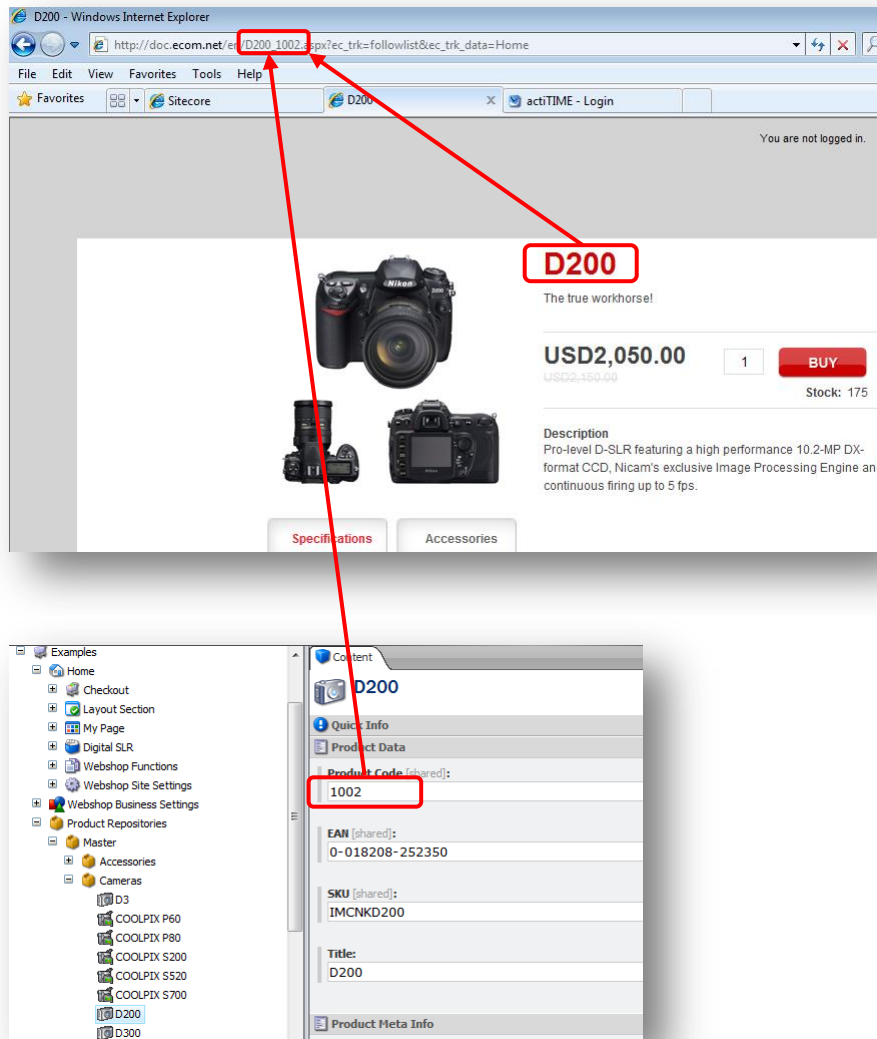 D200 - Windows Internet Explorer
http://doc.ecom.net/en/D200_1002.aspx?ec_trk=followlist&ec_trk_data=Home
File Edit View Favorites Tools Help
Favorites Sitecore D200 X actiTIME - Login
You are not logged in.
Nikon
D200
D200
The true workhorse!
USD2,050.00 1 BUY
USD2,150.00
Stock: 175
Description
Pro-level D-SLR featuring a high performance 10.2-MP DX-
format CCD, Nicam's exclusive Image Processing Engine an
continuous firing up to 5 fps.
Specifications Accessories
Examples
Home
Checkout
Layout Section
My Page
Digital SLR
Webshop Functions
Webshop Site Settings
Webshop Business Settings
Product Repositories
Master
Accessories
Cameras
D3
COOLPIX P60
COOLPIX P80
COOLPIX S200
COOLPIX S520
COOLPIX S700
D200
D300
Content
D200
Quick Info
Product Data
Product Code [shared]:
1002
EAN [shared]:
0-018208-252350
SKU [shared]:
IMCNKD200
Title:
D200
Product Meta Info